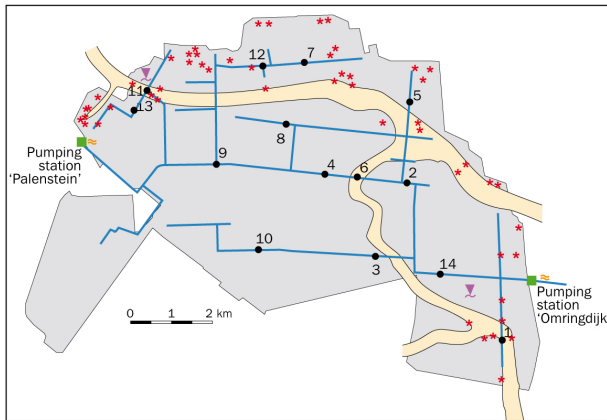 12
7
11
13
5
8
Pumping
station
'Palenstein'
9
4
6
2
10
3
14
0 1 2 km
Pumping
station
'Omringdijk'
1